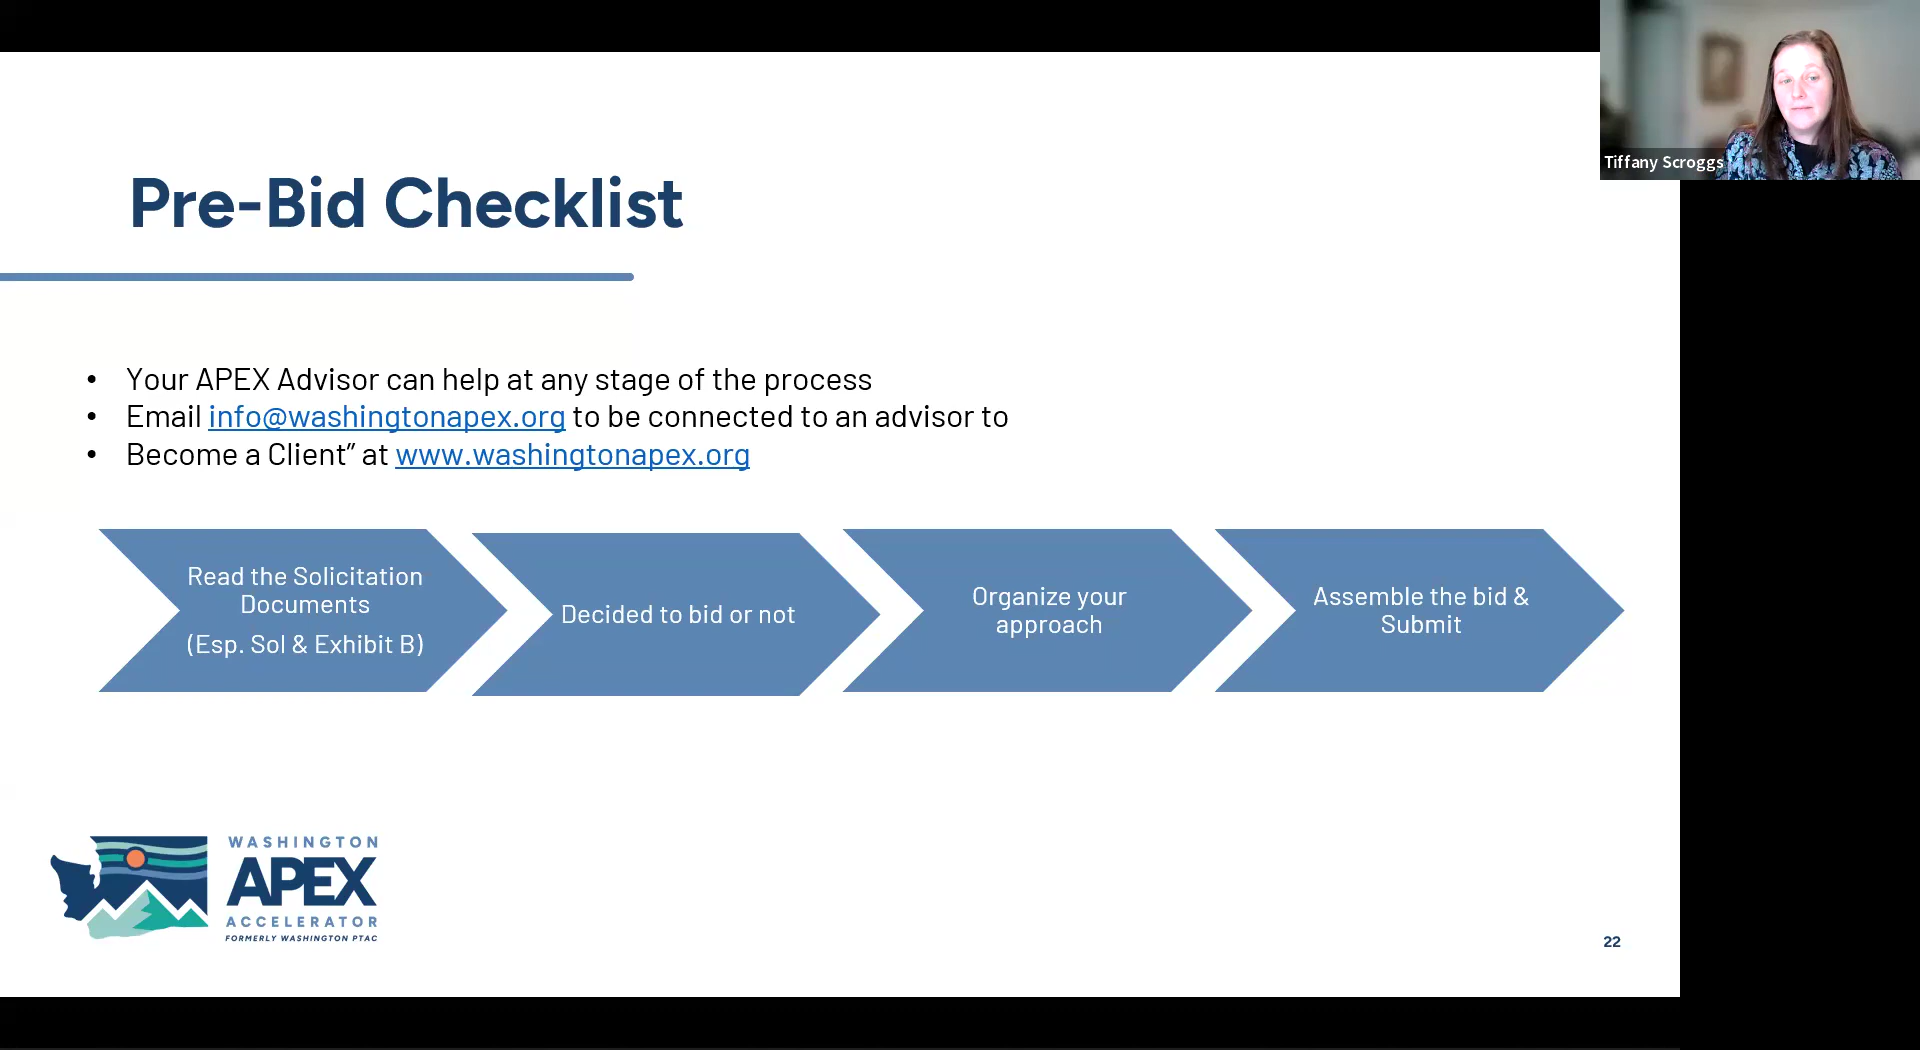 Tiffany Scroggs
Pre-Bid Checklist
• Your APEX Advisor can help at any stage of the process
• Email info@washingtonapex.org to be connected to an advisor to
• Become a Client” at www.washingtonapex.org
Read the Solicitation
Documents
(Esp. Sol & Exhibit B)
Decided to bid or not
Organize your
approach
Assemble the bid &
Submit
WASHINGTON
APEX
ACCELERATOR
FORMERLY WASHINGTON PTAC
22